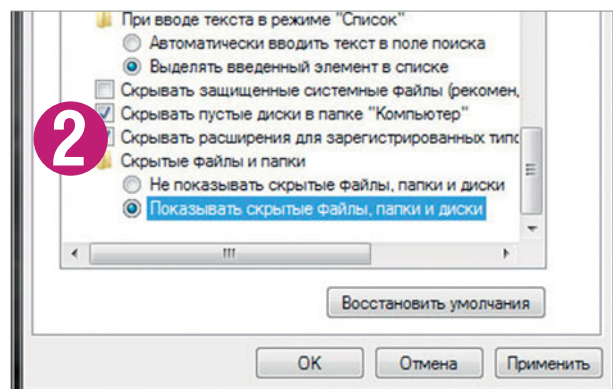 При вводе текста в режиме "Список"
Автоматически вводить текст в поле поиска
Выделять введенный элемент в списке
Скрывать защищенные системные файлы (рекомен,
Скрывать пустые диски в папке "Компьютер"
2
Скрывать расширения для зарегистрированных типо
Скрытые файлы и папки
Не показывать скрытые файлы, папки и диски
Показывать скрытые файлы, папки и диски
Восстановить умолчания
OK Отмена Применить